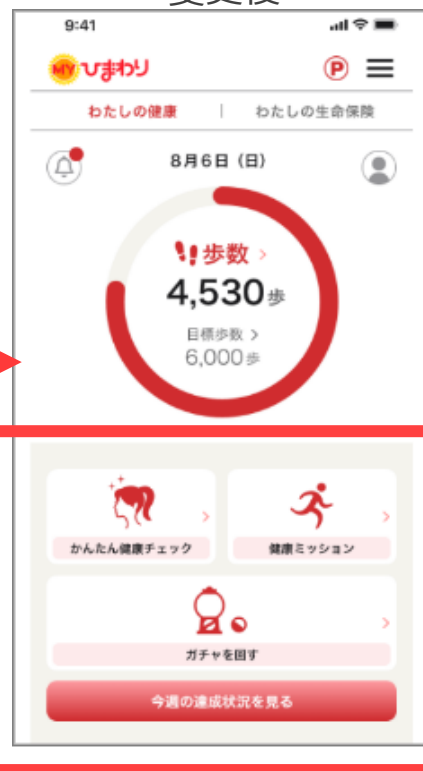 変更後
9:41
MY ひまわり P
わたしの健康 | わたしの生命保険
8月6日（日）
歩数 >
4,530歩
目標歩数 >
6,000歩
かんたん健康チェック 健康ミッション
ガチャを回す
今週の達成状況を見る